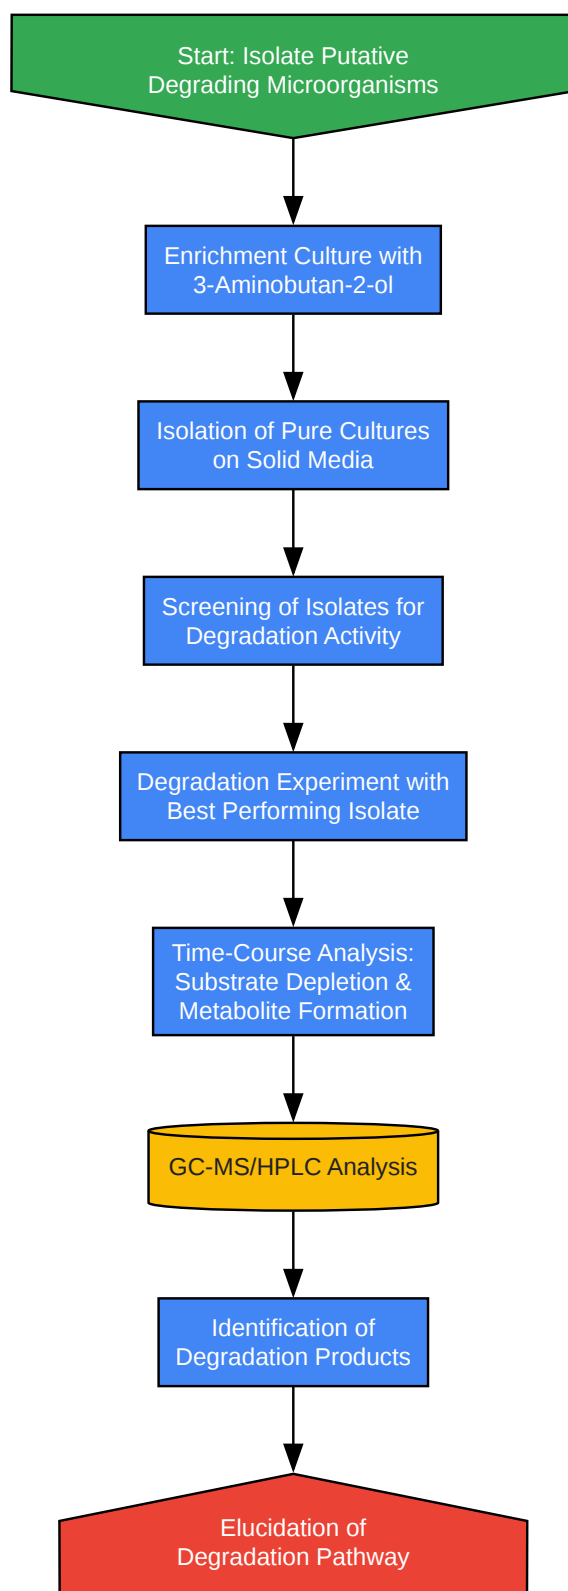 Start: Isolate Putative
Degrading Microorganisms
Enrichment Culture with
3-Aminobutan-2-ol
Isolation of Pure Cultures
on Solid Media
Screening of Isolates for
Degradation Activity
Degradation Experiment with
Best Performing Isolate
Time-Course Analysis:
Substrate Depletion &
Metabolite Formation
GC-MS/HPLC Analysis
Identification of
Degradation Products
Elucidation of
Degradation Pathway